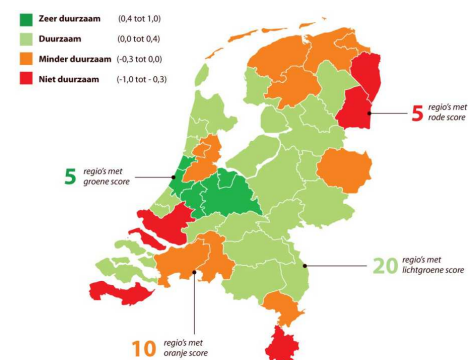 Zeer duurzaam (0,4 tot 1,0)
Duurzaam (0,0 tot 0,4)
Minder duurzaam (-0,3 tot 0,0)
Niet duurzaam (-1,0 tot - 0,3)
5 regio's met
rode score
5 regio's met
groene score
20 regio's met
lichtgroene score
10 regio's met
oranje score